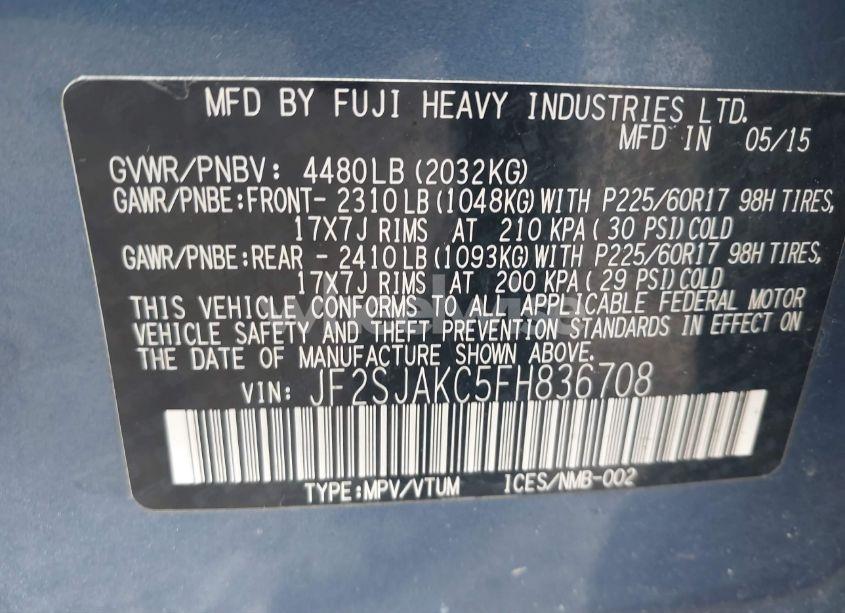 MFD BY FUJI HEAVY INDUSTRIES LTD.
MFD IN 05/15
GVWR/PNBV: 4480LB (2032KG)
GAWR/PNBE:FRONT- 2310LB (1048KG)WITH P225/60R17 98H TIRES,
17X7J RIMS AT 210 KPA( 30 PSI)COLD
GAWR/PNBE:REAR - 2410LB (1093KG)WITH P225/60R17 98H TIRES,
17X7J RIMS AT 200 KPA( 29 PSI)COLD
THIS VEHICLE CONFORMS TO ALL APPLICABLE FEDERAL MOTOR
VEHICLE SAFETY AND THEFT PREVENTION STANDARDS IN EFFECT ON
THE DATE OF MANUFACTURE SHOWN ABOVE.
VIN: JF2SJAKC5FH836708
TYPE:MPV/VTUM ICES/NMB-002